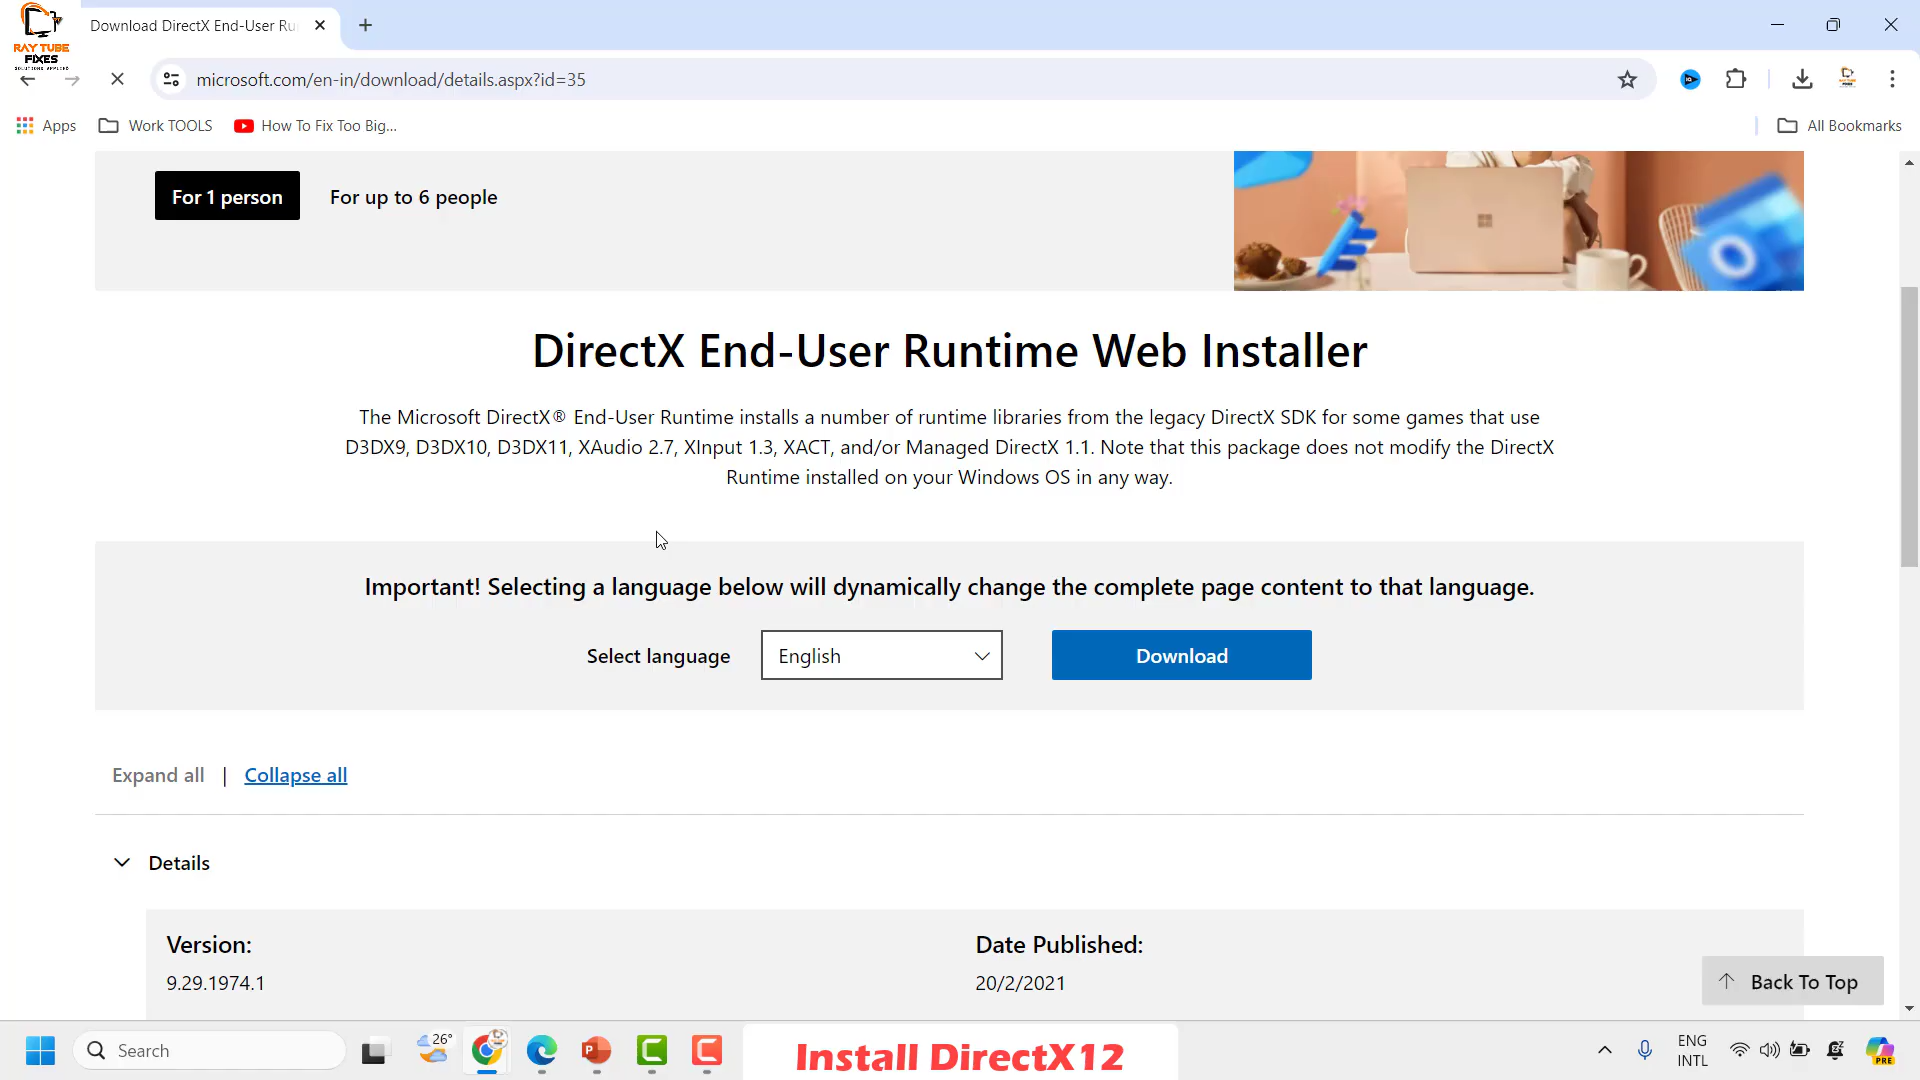 RAY TUBE
FIXES
SOLUTIONS APPLIED
Download DirectX End-User Ru
microsoft.com/en-in/download/details.aspx?id=35
Apps
Work TOOLS
How To Fix Too Big...
All Bookmarks
For 1 person
For up to 6 people
DirectX End-User Runtime Web Installer
The Microsoft DirectX® End-User Runtime installs a number of runtime libraries from the legacy DirectX SDK for some games that use
D3DX9, D3DX10, D3DX11, XAudio 2.7, XInput 1.3, XACT, and/or Managed DirectX 1.1. Note that this package does not modify the DirectX
Runtime installed on your Windows OS in any way.
Important! Selecting a language below will dynamically change the complete page content to that language.
Select language
English
Download
Expand all | Collapse all
Details
Version:
9.29.1974.1
Date Published:
20/2/2021
Back To Top
Search
26°
Install DirectX12
ENG
INTL
PRE